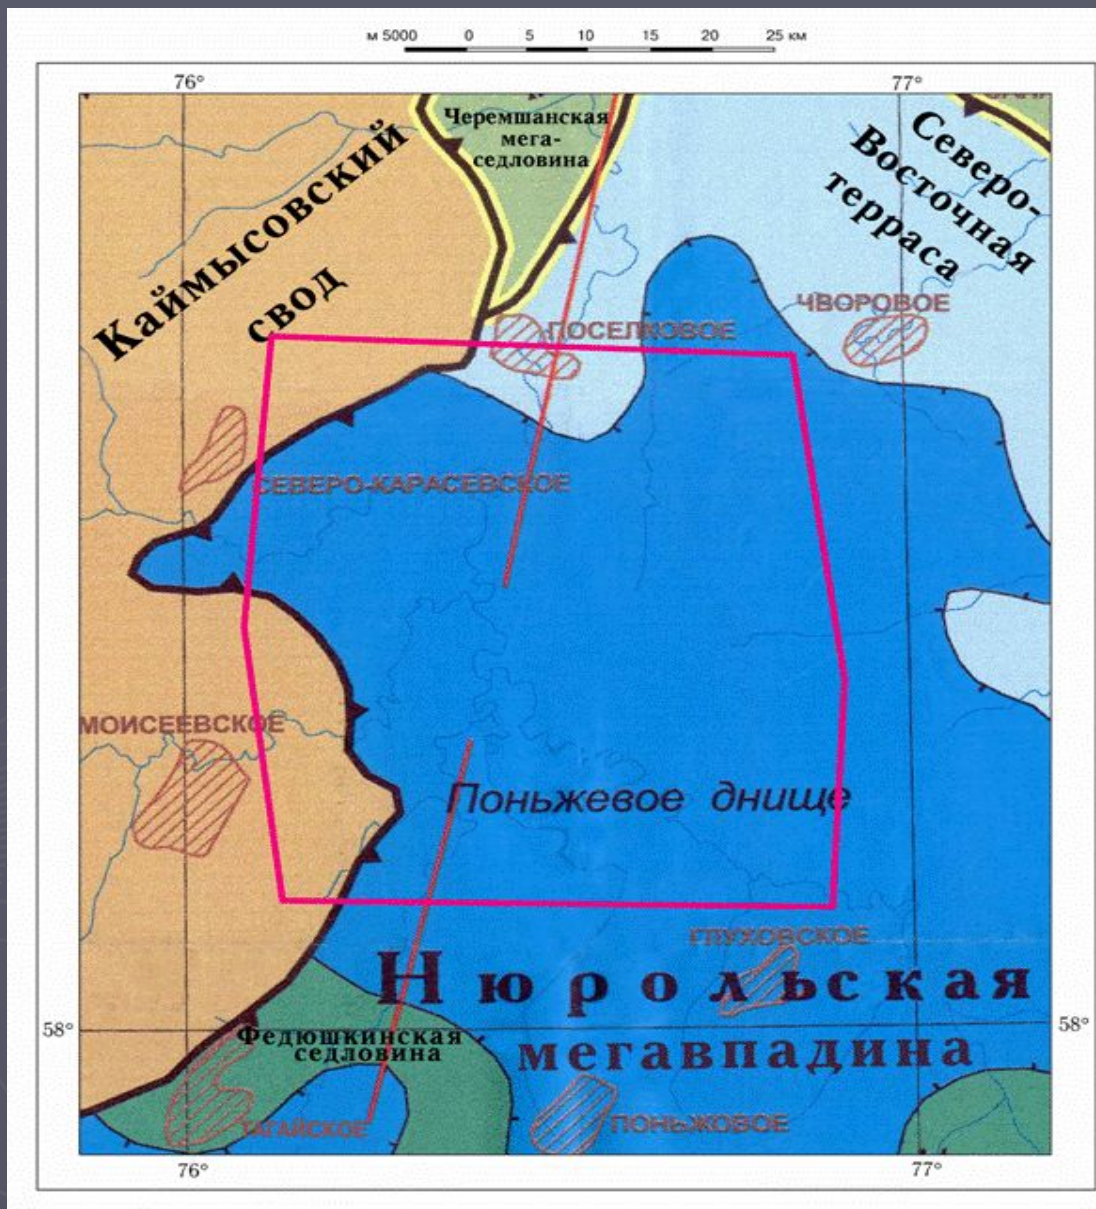 м 5000 0 5 10 15 20 25 км
76° 77°
Черемшанская
мега-
седловина
Каймысовский
свод
Северо-
Восточная
терраса
ЧВОРОВОЕ
ПОСЕЛКОВОЕ
СЕВЕРО-КАРАСЕВСКОЕ
МОИСЕЕВСКОЕ
Поньжевое днище
ГЛУХОВСКОЕ
Нюрольская
мегавпадина
58° 58°
Федюшкинская
седловина
ТАГАЙСКОЕ
ПОНЬЖОВОЕ
76° 77°